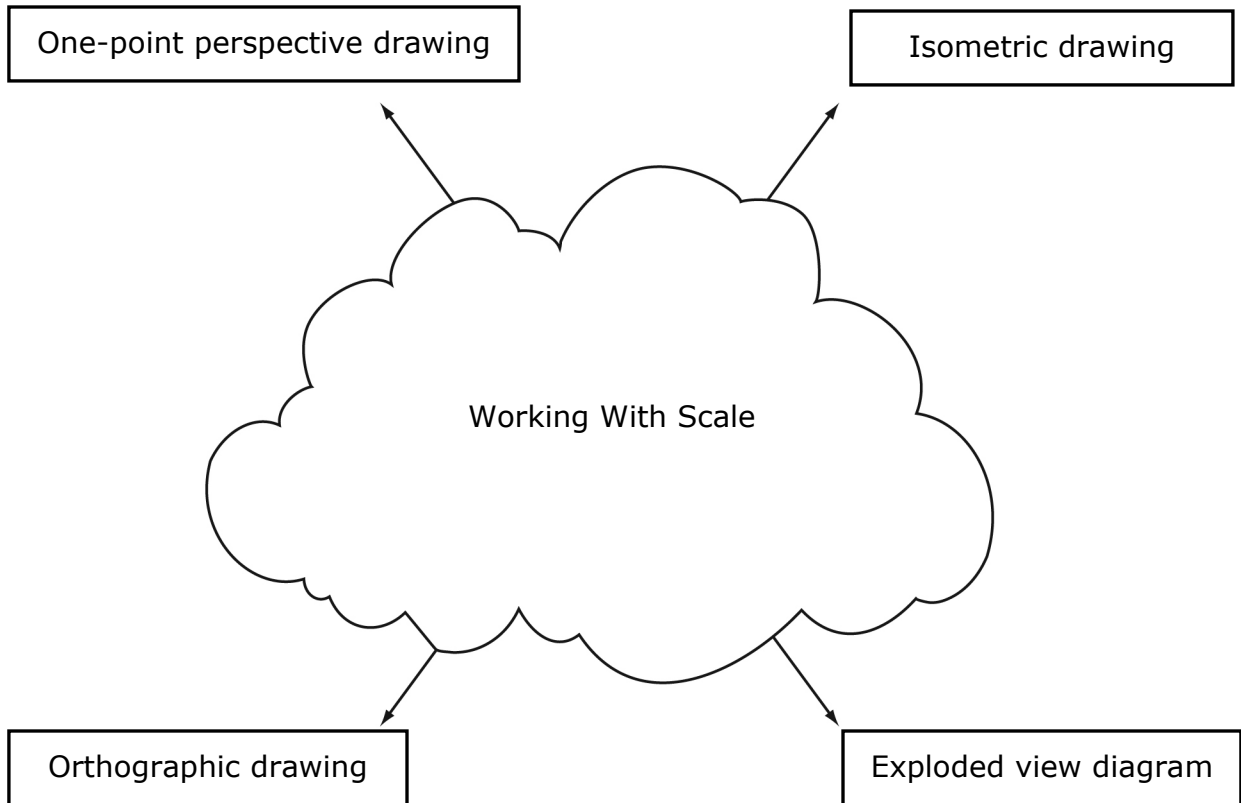 One-point perspective drawing
Isometric drawing
Working With Scale
Orthographic drawing
Exploded view diagram